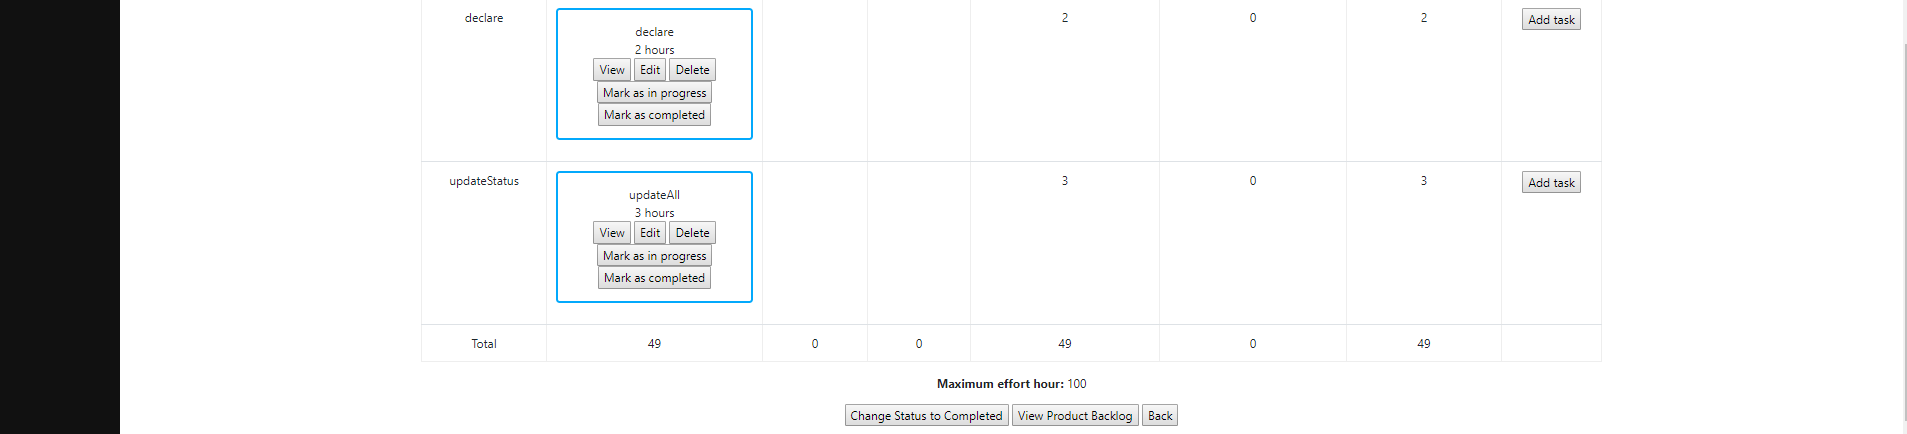 declare declare 2 0 2 Add task
2 hours
View Edit Delete
Mark as in progress
Mark as completed
updateStatus updateAll 3 0 3 Add task
3 hours
View Edit Delete
Mark as in progress
Mark as completed
Total 49 0 0 49 0 49
Maximum effort hour: 100
Change Status to Completed View Product Backlog Back